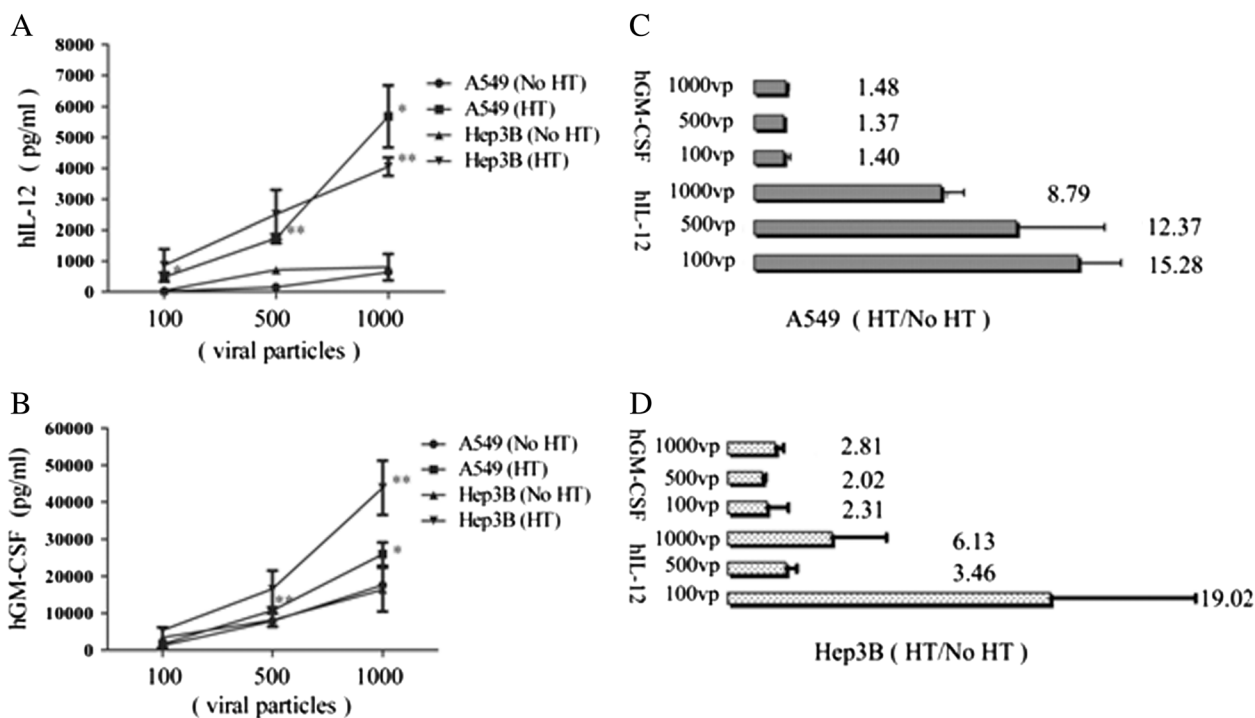 A
8000
7000
6000
5000
4000
3000
2000
1000
0
hIL-12 ( pg/ml )
100 500 1000
( viral particles )
A549 (No HT)
A549 (HT)
Hep3B (No HT)
Hep3B (HT)
*
**
**
*
B
60000
50000
40000
30000
20000
10000
0
hGM-CSF (pg/ml)
100 500 1000
( viral particles )
A549 (No HT)
A549 (HT)
Hep3B (No HT)
Hep3B (HT)
**
*
**
C
hGM-CSF
hIL-12
1000vp 1.48
500vp 1.37
100vp 1.40
1000vp 8.79
500vp 12.37
100vp 15.28
A549 ( HT/No HT )
D
hGM-CSF
hIL-12
1000vp 2.81
500vp 2.02
100vp 2.31
1000vp 6.13
500vp 3.46
100vp 19.02
Hep3B ( HT/No HT )